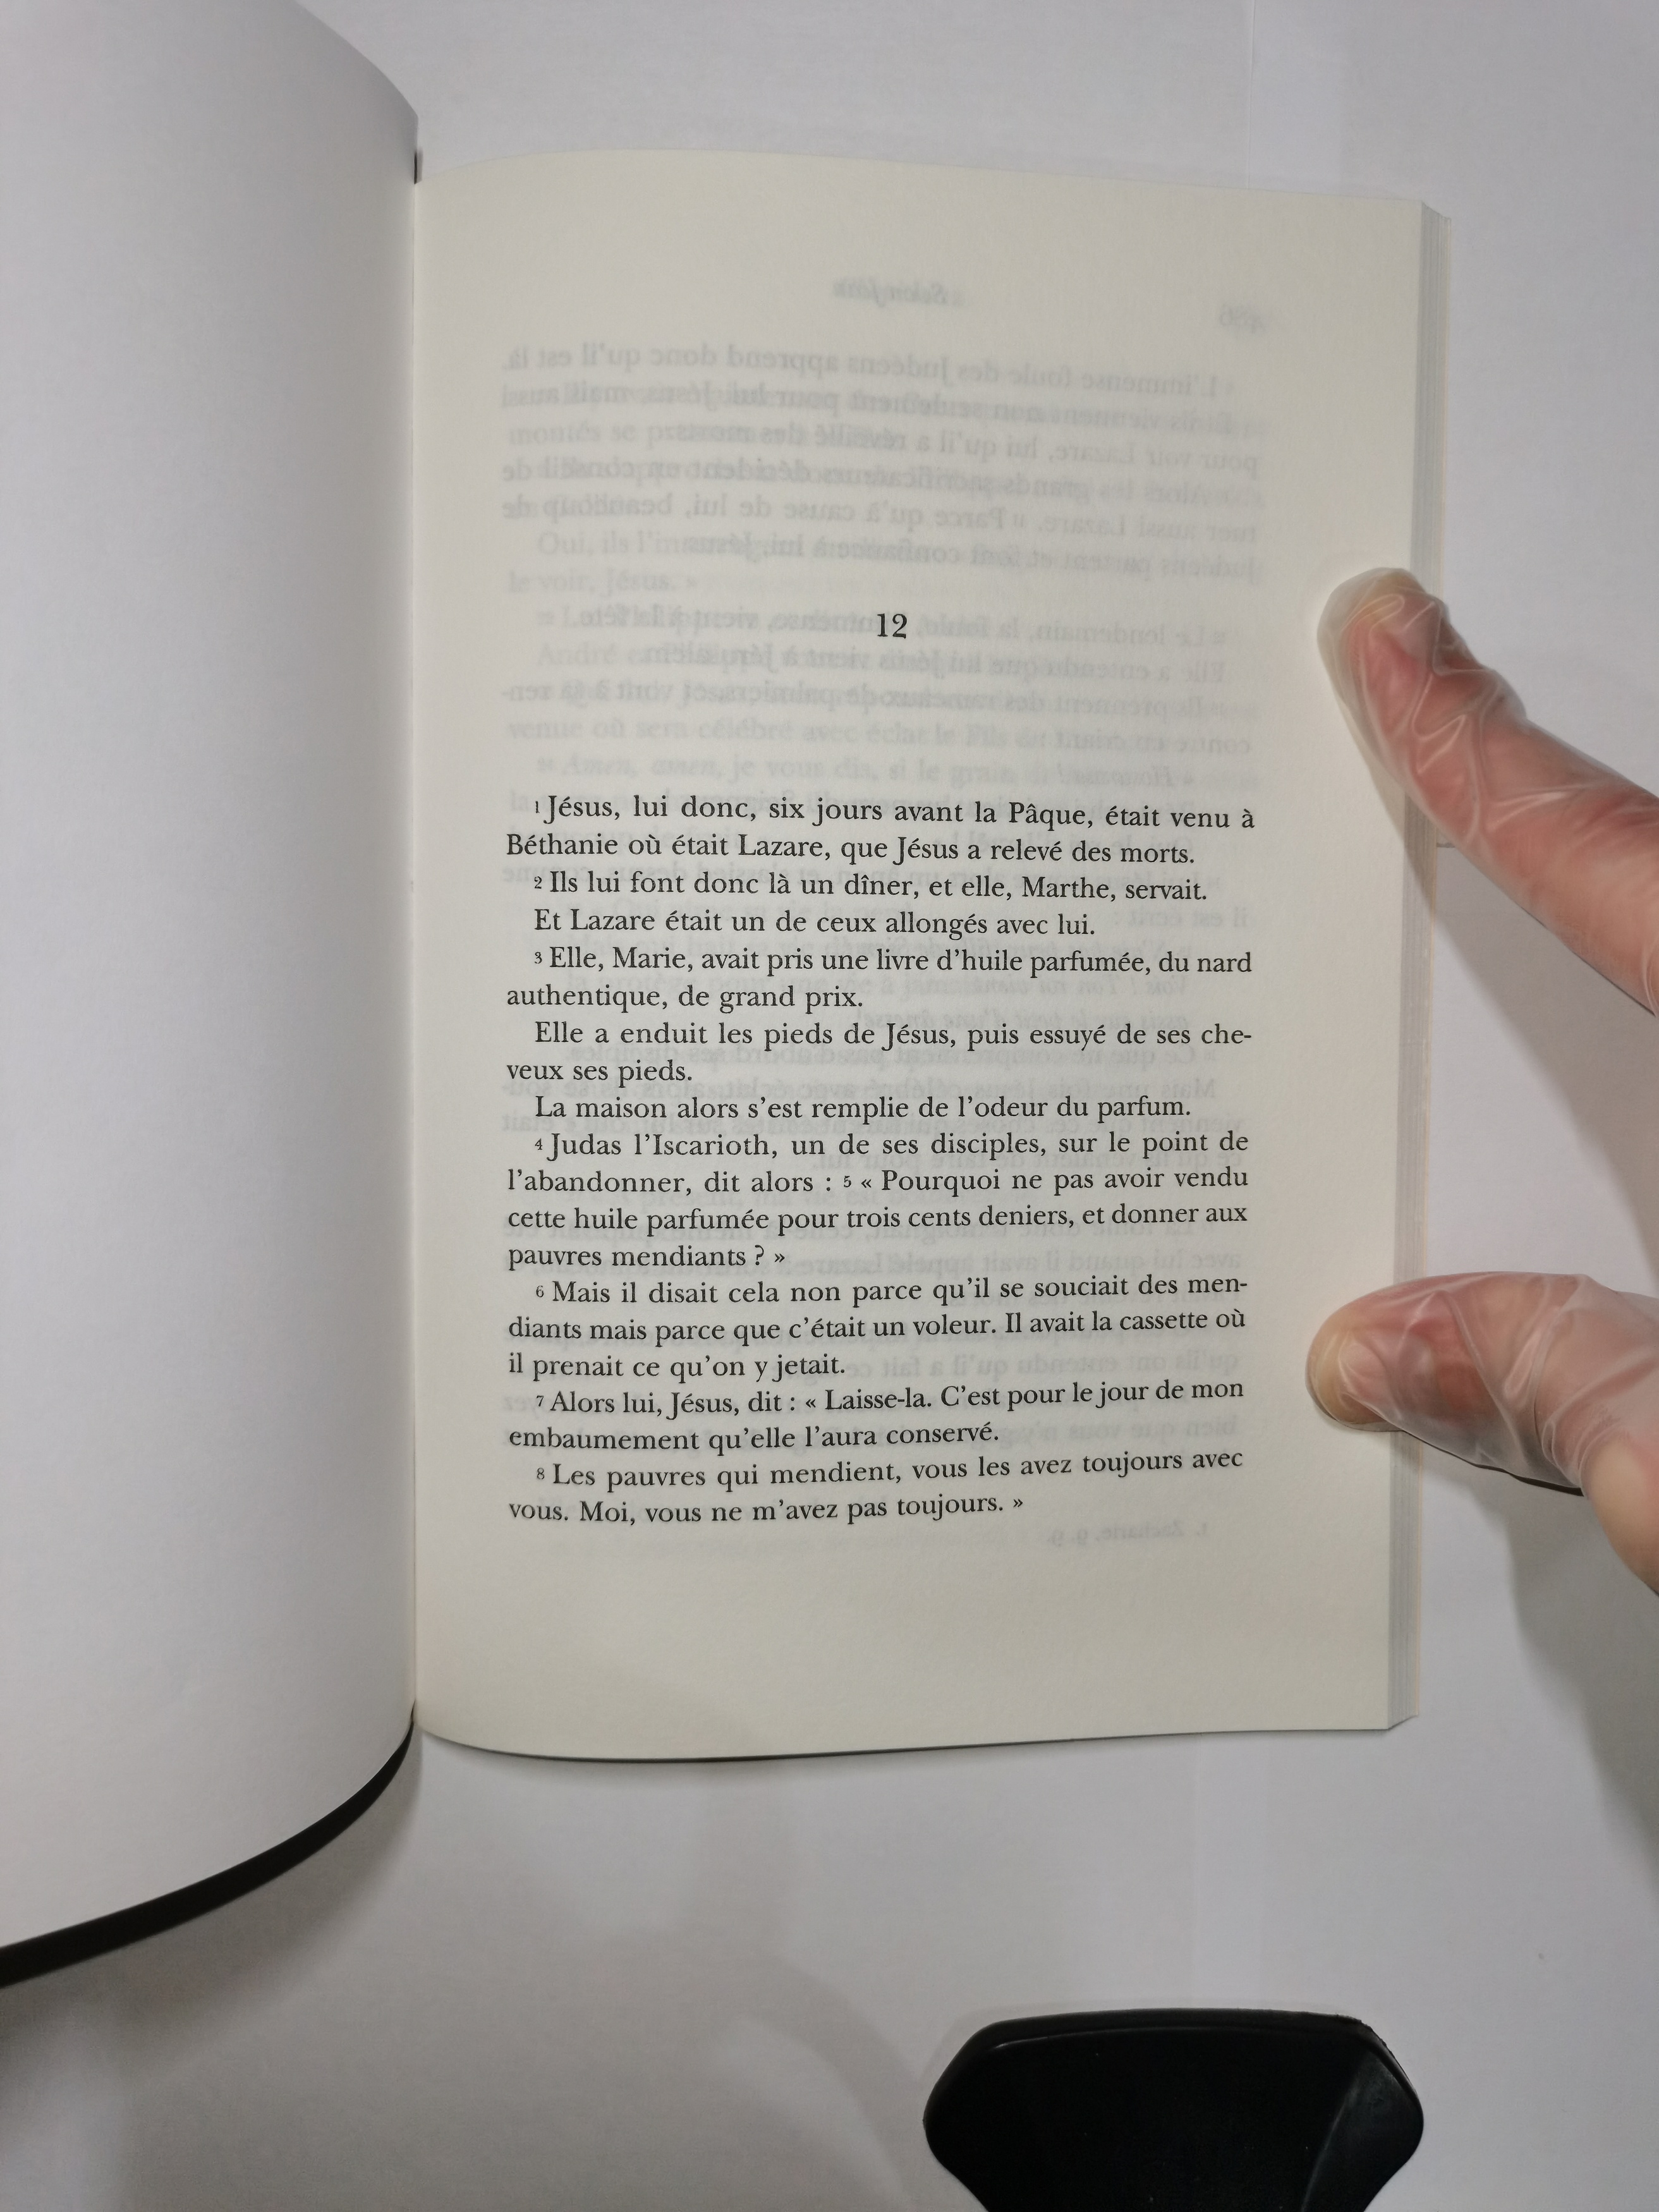 12
1 Jésus, lui donc, six jours avant la Pâque, était venu à
Béthanie où était Lazare, que Jésus a relevé des morts.
2 Ils lui font donc là un dîner, et elle, Marthe, servait.
Et Lazare était un de ceux allongés avec lui.
3 Elle, Marie, avait pris une livre d'huile parfumée, du nard
authentique, de grand prix.
Elle a enduit les pieds de Jésus, puis essuyé de ses che-
veux ses pieds.
La maison alors s'est remplie de l'odeur du parfum.
4 Judas l'Iscarioth, un de ses disciples, sur le point de
l'abandonner, dit alors : 5 « Pourquoi ne pas avoir vendu
cette huile parfumée pour trois cents deniers, et donner aux
pauvres mendiants ? »
6 Mais il disait cela non parce qu'il se souciait des men-
diants mais parce que c'était un voleur. Il avait la cassette où
il prenait ce qu'on y jetait.
7 Alors lui, Jésus, dit : « Laisse-la. C'est pour le jour de mon
embaumement qu'elle l'aura conservé.
8 Les pauvres qui mendient, vous les avez toujours avec
vous. Moi, vous ne m'avez pas toujours. »